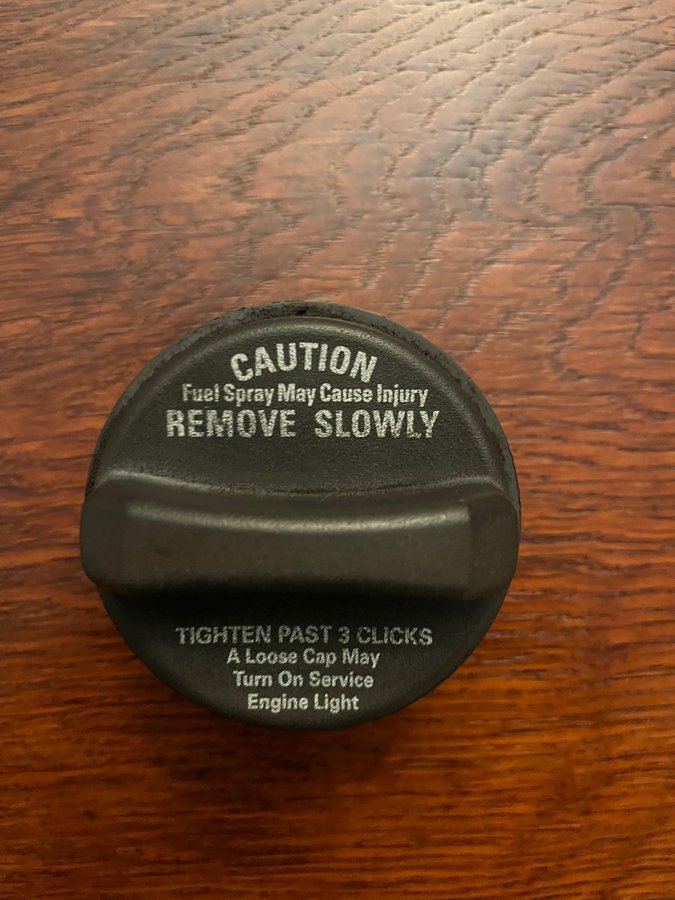 CAUTION
Fuel Spray May Cause Injury
REMOVE SLOWLY
TIGHTEN PAST 3 CLICKS
A Loose Cap May
Turn On Service
Engine Light